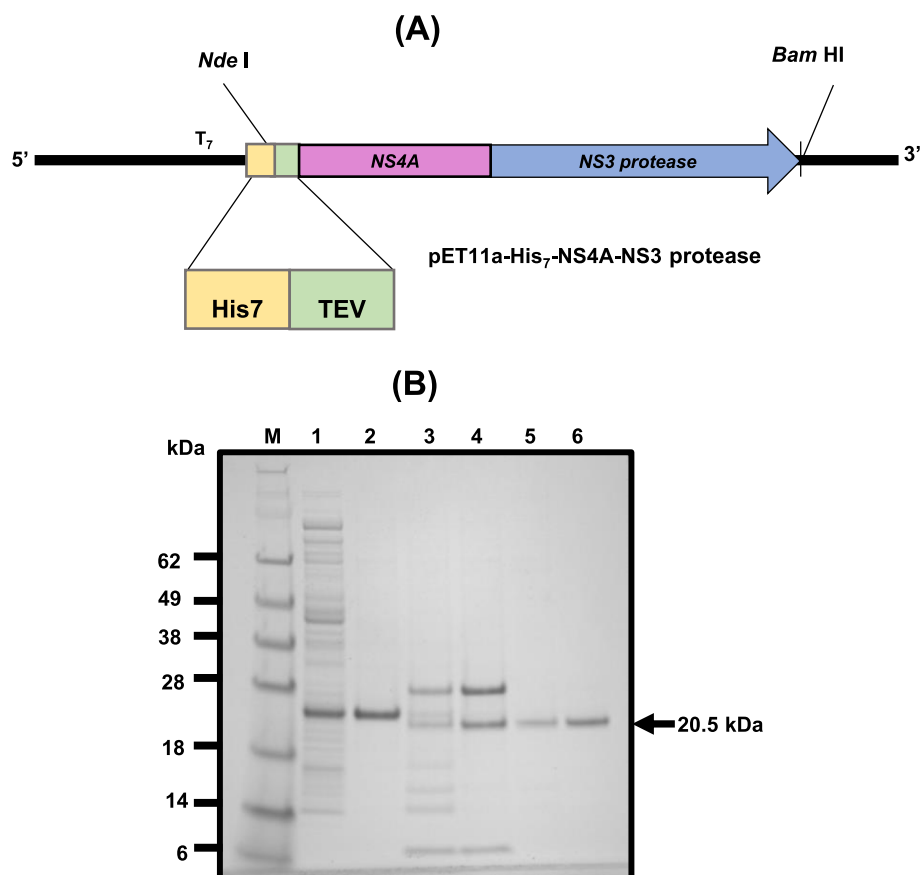 (A)
Nde I
Bam HI
T7
5’
NS4A
NS3 protease
3’
pET11a-His7-NS4A-NS3 protease
His7
TEV
(B)
kDa
M 1 2 3 4 5 6
62
49
38
28
18
14
6
20.5 kDa